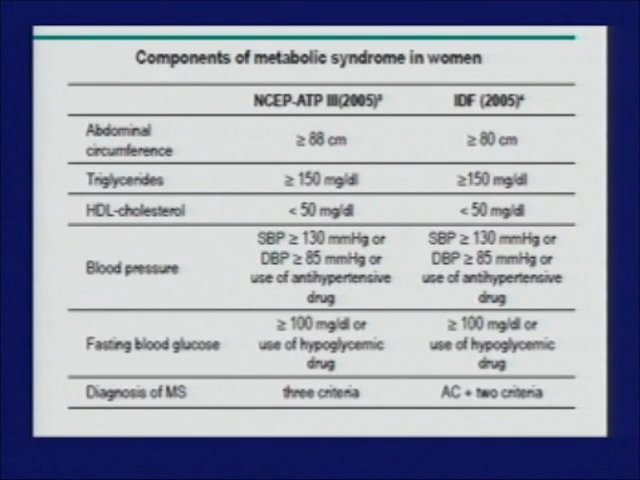 Components of metabolic syndrome in women
NCEP-ATP III(2005)³ IDF (2005)⁴
Abdominal
circumference
≥ 88 cm ≥ 80 cm
Triglycerides ≥ 150 mg/dl ≥150 mg/dl
HDL-cholesterol < 50 mg/dl < 50 mg/dl
Blood pressure
SBP ≥ 130 mmHg or SBP ≥ 130 mmHg or
DBP ≥ 85 mmHg or DBP ≥ 85 mmHg or
use of antihypertensive use of antihypertensive
drug drug
Fasting blood glucose
≥ 100 mg/dl or ≥ 100 mg/dl or
use of hypoglycemic use of hypoglycemic
drug drug
Diagnosis of MS three criteria AC + two criteria